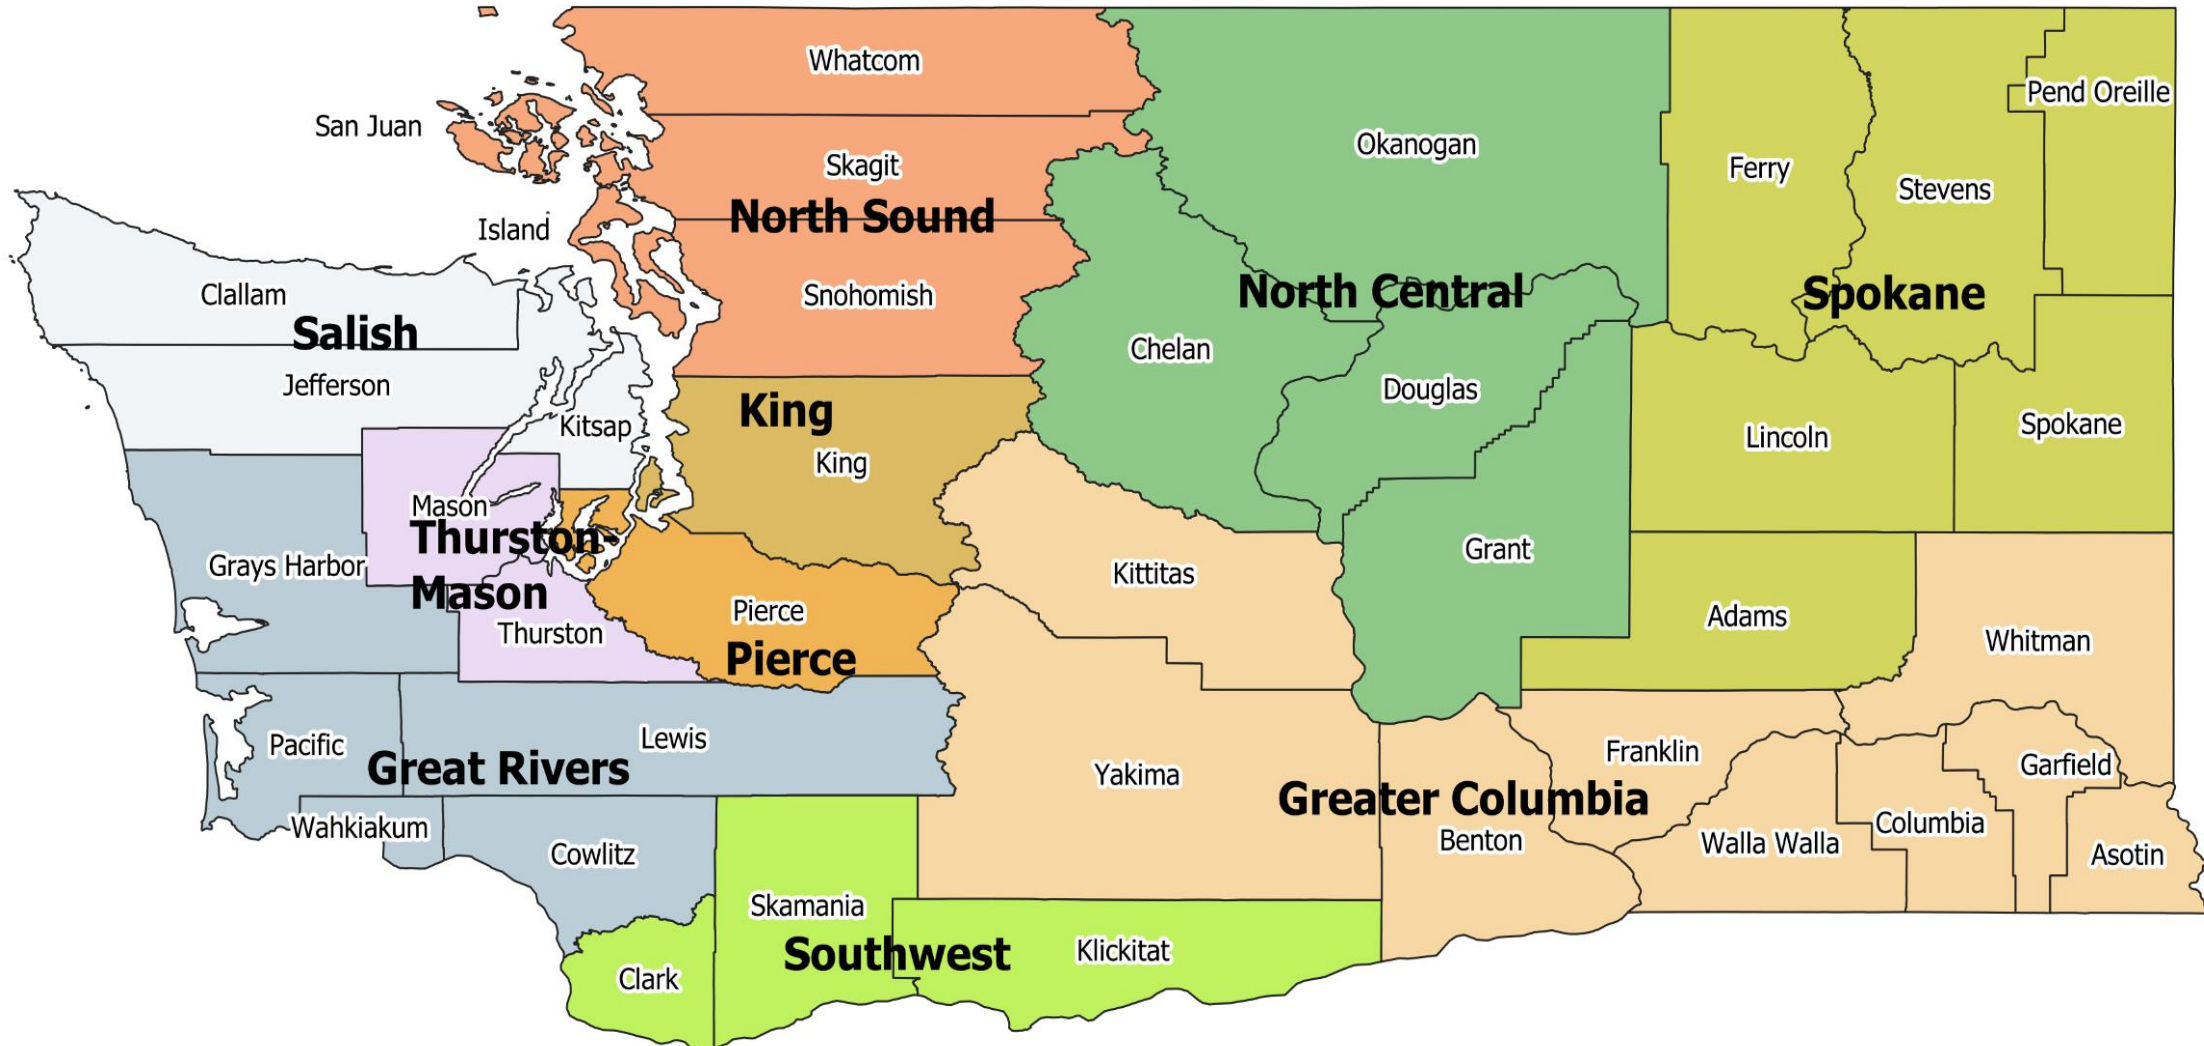 Whatcom
Pend Oreille
San Juan
Okanogan
Skagit
Ferry
Stevens
North Sound
Island
Clallam
Snohomish
North Central
Spokane
Salish
Chelan
Jefferson
Douglas
King
Kitsap
Lincoln
Spokane
King
Mason
Thurston-
Mason
Grant
Grays Harbor
Kittitas
Pierce
Adams
Thurston
Whitman
Pierce
Pacific
Lewis
Franklin
Garfield
Great Rivers
Yakima
Greater Columbia
Wahkiakum
Columbia
Benton
Walla Walla
Cowlitz
Asotin
Skamania
Southwest
Klickitat
Clark